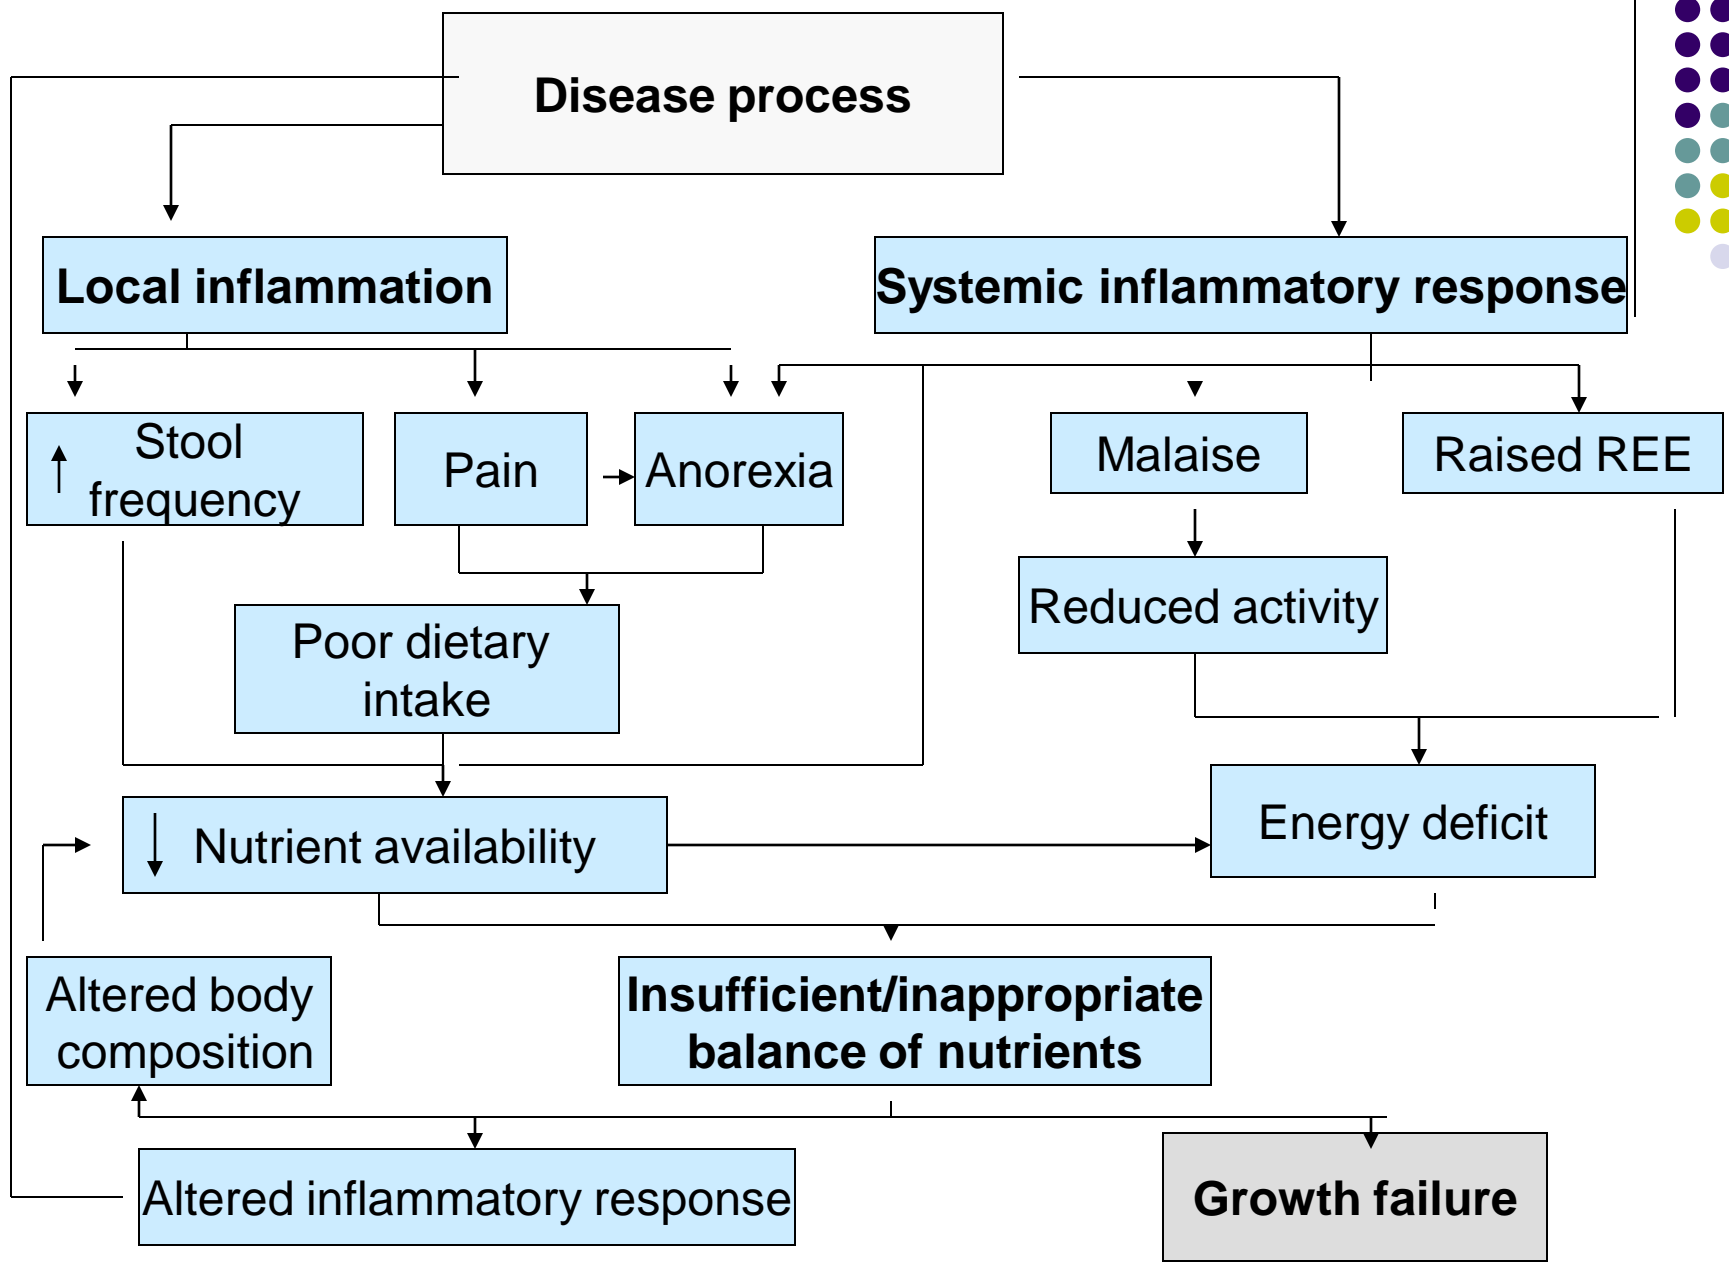 Disease process
Local inflammation
Systemic inflammatory response
Stool
frequency
Pain
Anorexia
Malaise
Raised REE
Reduced activity
Poor dietary
intake
Nutrient availability
Energy deficit
Altered body
composition
Insufficient/inappropriate
balance of nutrients
Altered inflammatory response
Growth failure